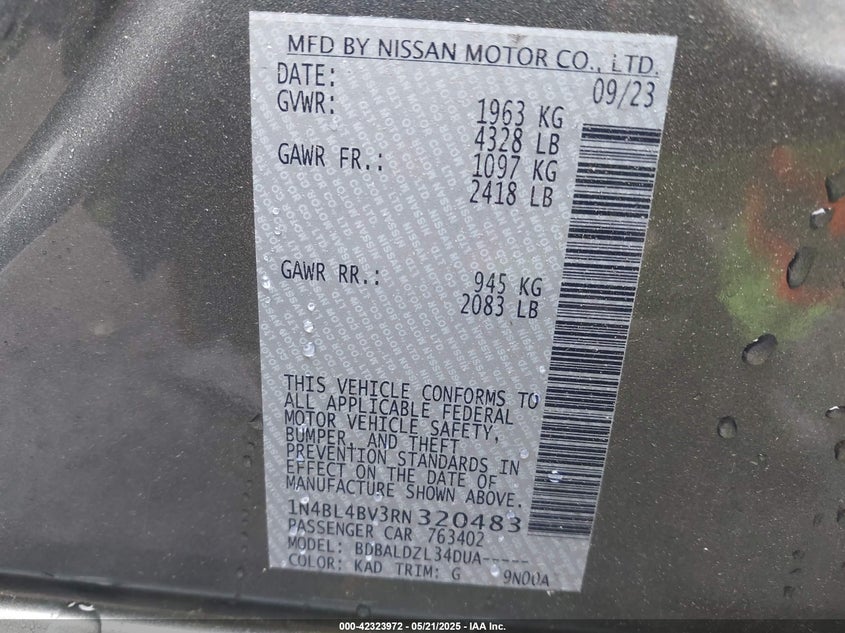 MFD BY NISSAN MOTOR CO., LTD.
DATE: 09/23
GVWR: 1963 KG
4328 LB
GAWR FR.: 1097 KG
2418 LB
GAWR RR.: 945 KG
2083 LB
THIS VEHICLE CONFORMS TO
ALL APPLICABLE FEDERAL
MOTOR VEHICLE SAFETY,
BUMPER, AND THEFT
PREVENTION STANDARDS IN
EFFECT ON THE DATE OF
MANUFACTURE SHOWN ABOVE.
1N4BL4BV3RN320483
PASSENGER CAR 763402
MODEL: BDBALDZL34DUA-----
COLOR: KAD TRIM: G 9N00A
000-42323972 - 05/21/2025 - IAA Inc.